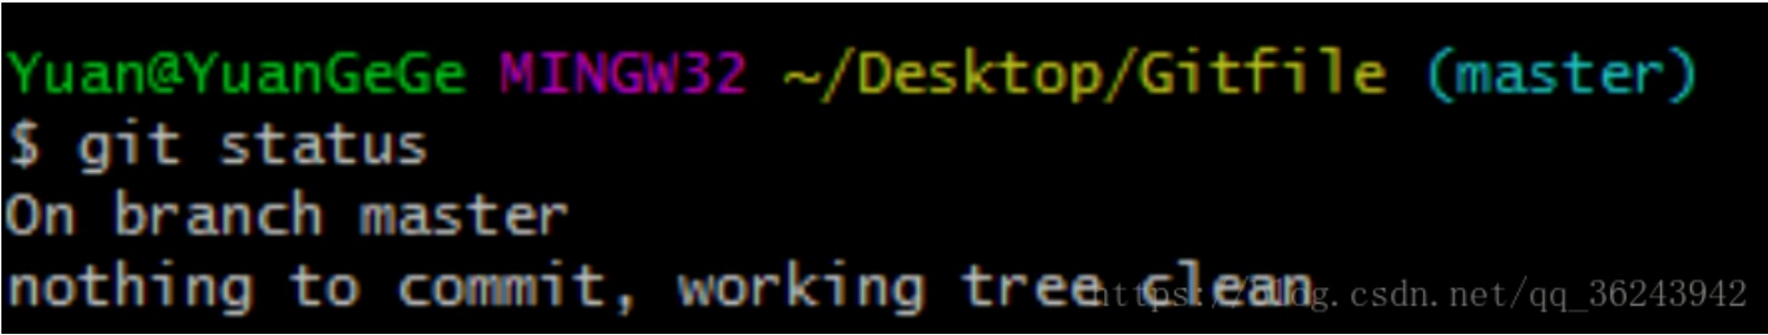 Yuan@YuanGeGe MINGW32 ~/Desktop/Gitfile (master)
$ git status
On branch master
nothing to commit, working tree clean
https://blog.csdn.net/qq_36243942